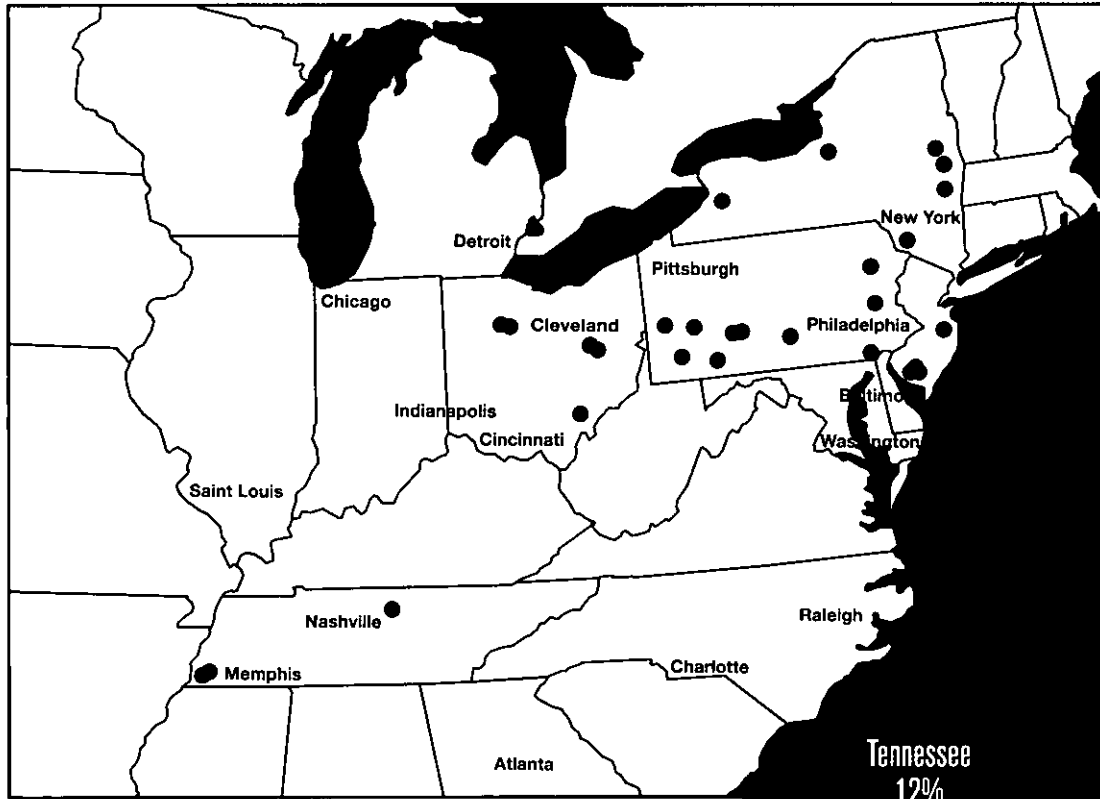 New York
Detroit
Pittsburgh
Chicago
Cleveland
Philadelphia
Baltimo
Indianapolis
Cincinnati
Washington
Saint Louis
Nashville
Raleigh
Memphis
Charlotte
Atlanta
Tennessee
12%